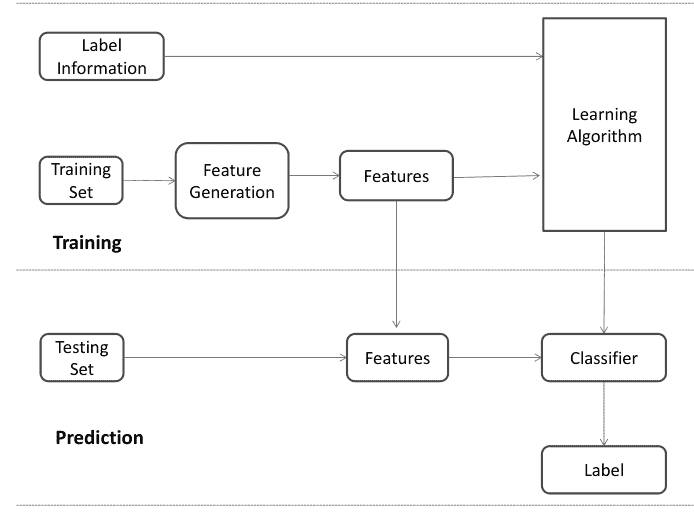 Label
Information
Learning
Algorithm
Training
Set
Feature
Generation
Features
Training
Testing
Set
Features
Classifier
Prediction
Label